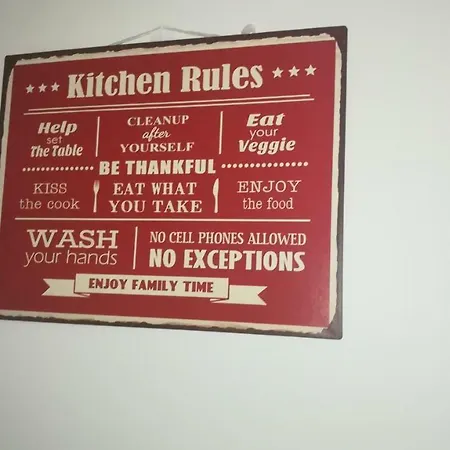 Kitchen Rules
Help
set
The Table
CLEANUP
after
YOURSELF
Eat
your
Veggie
BE THANKFUL
KISS
the cook
EAT WHAT
YOU TAKE
ENJOY
the food
WASH
your hands
NO CELL PHONES ALLOWED
NO EXCEPTIONS
ENJOY FAMILY TIME